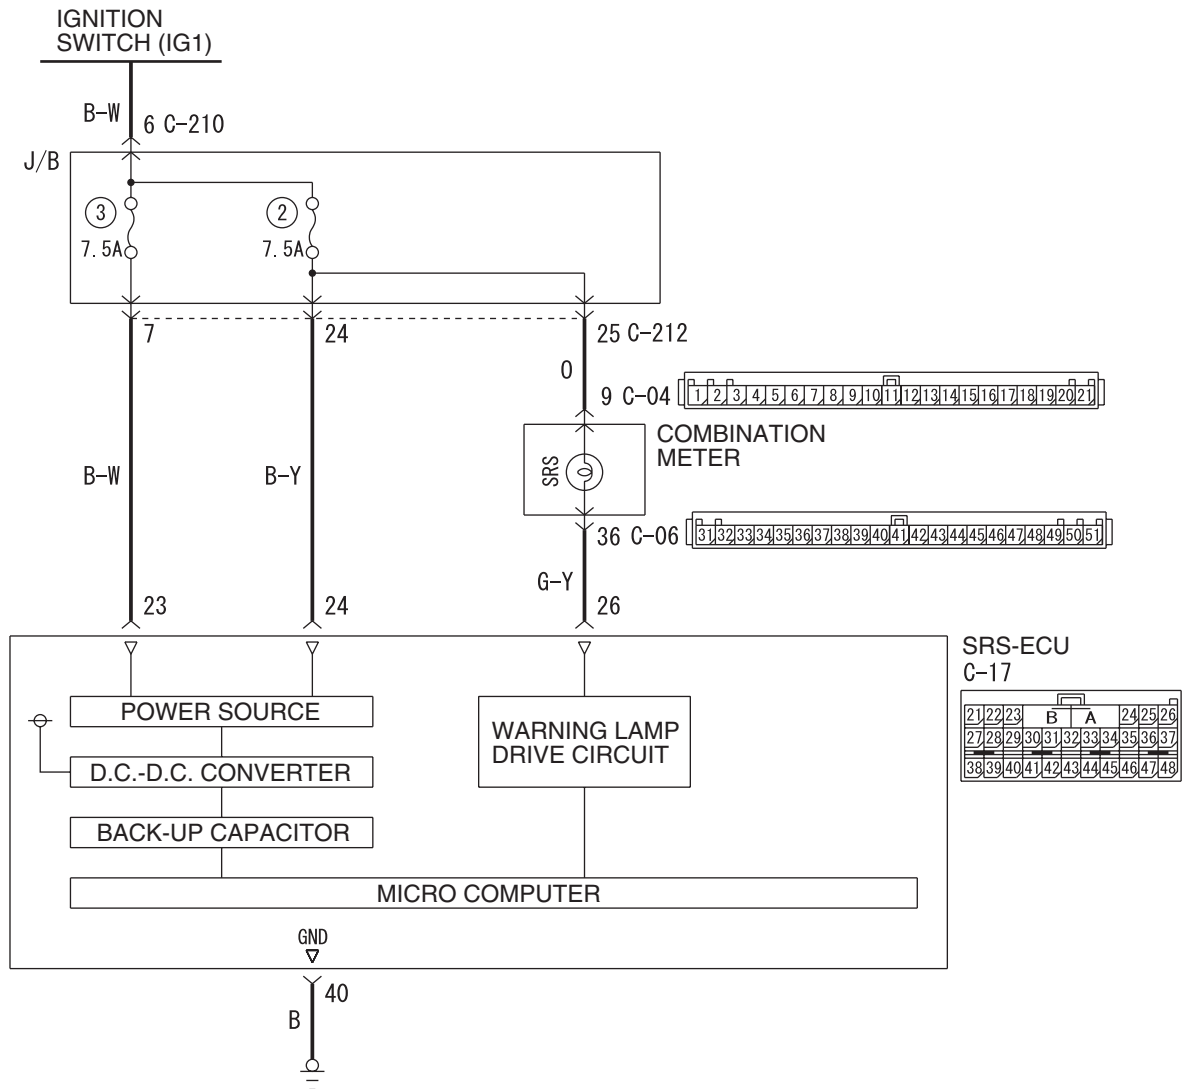 IGNITION
SWITCH (IG1)
B-W
6 C-210
J/B
3
2
7.5A
7.5A
7
24
25 C-212
O
9 C-04
1 2 3 4 5 6 7 8 9 10 11 12 13 14 15 16 17 18 19 20 21
COMBINATION
METER
SRS
B-W
B-Y
36 C-06
31 32 33 34 35 36 37 38 39 40 41 42 43 44 45 46 47 48 49 50 51
G-Y
23
24
26
SRS-ECU
C-17
21 22 23 B A 24 25 26
27 28 29 30 31 32 33 34 35 36 37
38 39 40 41 42 43 44 45 46 47 48
POWER SOURCE
WARNING LAMP
DRIVE CIRCUIT
D.C.-D.C. CONVERTER
BACK-UP CAPACITOR
MICRO COMPUTER
GND
40
B